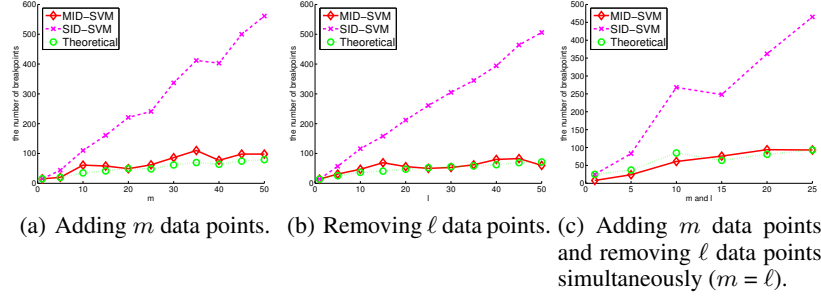 600
500
400
300
200
100
0
the number of breakpoints
MID−SVM
SID−SVM
Theoretical
0 10 20 30 40 50
m
(a) Adding m data points.
600
500
400
300
200
100
0
the number of breakpoints
MID−SVM
SID−SVM
Theoretical
0 10 20 30 40 50
l
(b) Removing ℓ data points.
500
450
400
350
300
250
200
150
100
50
0
the number of breakpoints
MID−SVM
SID−SVM
Theoretical
1 5 10 15 20 25
m and l
(c) Adding m data points
and removing ℓ data points
simultaneously (m = ℓ).